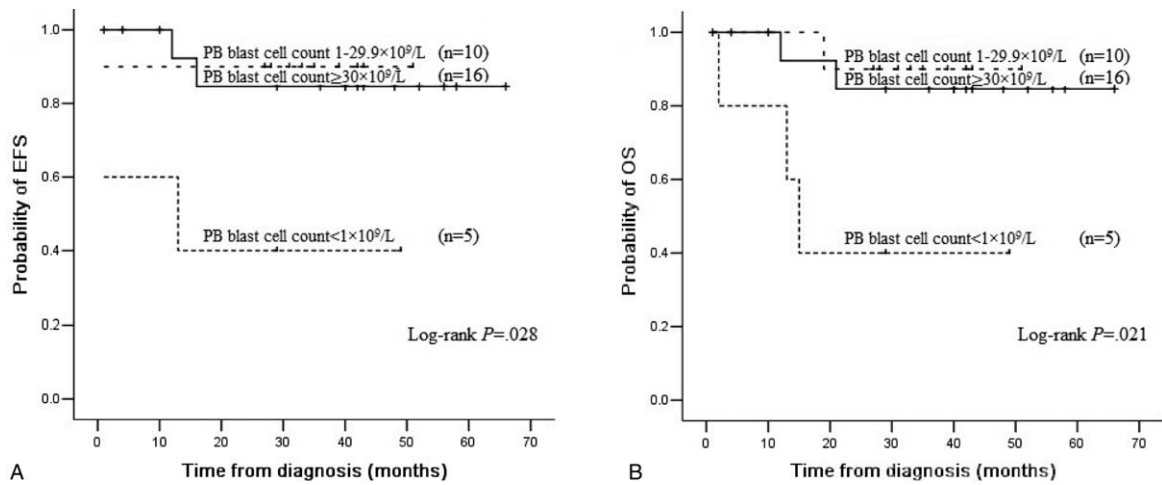 1.0
PB blast cell count 1-29.9×10⁹/L (n=10)
PB blast cell count≥30×10⁹/L (n=16)
0.8
0.6
PB blast cell count<1×10⁹/L (n=5)
0.4
0.2
Log-rank P=.028
0.0
Probability of EFS
0 10 20 30 40 50 60 70
Time from diagnosis (months)
A
1.0
PB blast cell count 1-29.9×10⁹/L (n=10)
PB blast cell count≥30×10⁹/L (n=16)
0.8
0.6
PB blast cell count<1×10⁹/L (n=5)
0.4
0.2
Log-rank P=.021
0.0
Probability of OS
0 10 20 30 40 50 60 70
Time from diagnosis (months)
B